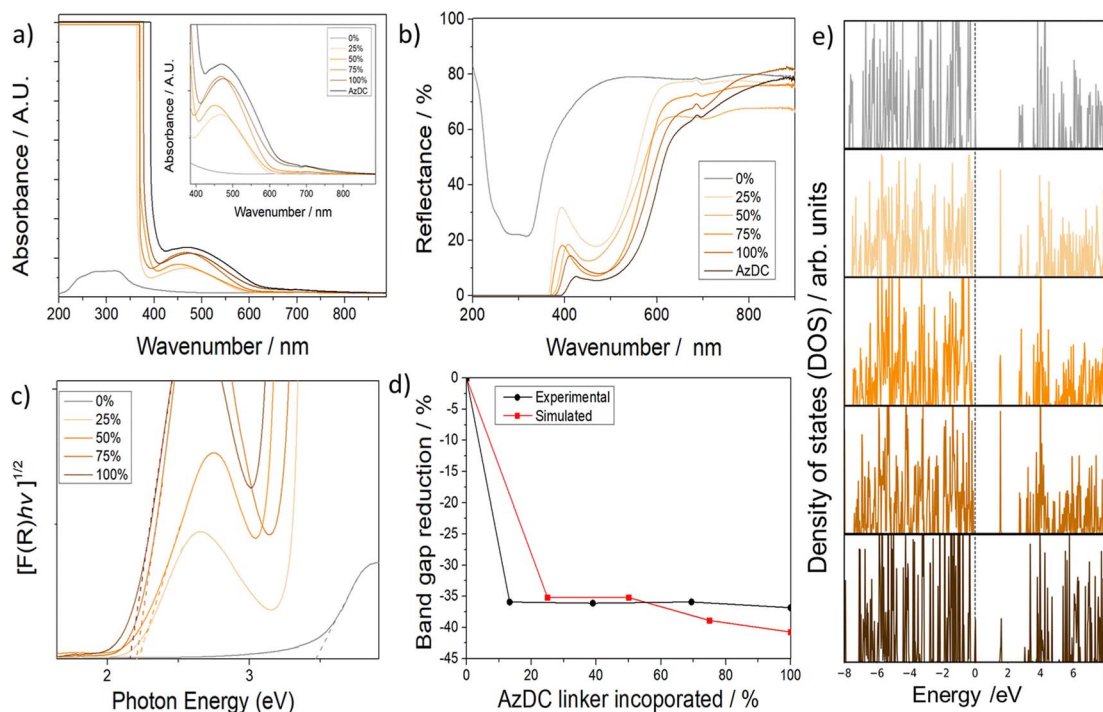 a)
Absorbance / A.U.
200 300 400 500 600 700 800
Wavenumber / nm
Absorbance / A.U.
0%
25%
50%
75%
100%
AzDC
400 500 600 700 800
Wavenumber / nm
b)
Reflectance / %
100
80
60
40
20
0
200 400 600 800
Wavenumber / nm
0%
25%
50%
75%
100%
AzDC
c)
[F(R)hv]1/2
0%
25%
50%
75%
100%
2 3
Photon Energy (eV)
d)
Band gap reduction / %
0
-5
-10
-15
-20
-25
-30
-35
-40
-45
0 20 40 60 80 100
AzDC linker incoporated / %
Experimental
Simulated
e)
Density of states (DOS) / arb. units
−8 −6 −4 −2 0 2 4 6
Energy /eV